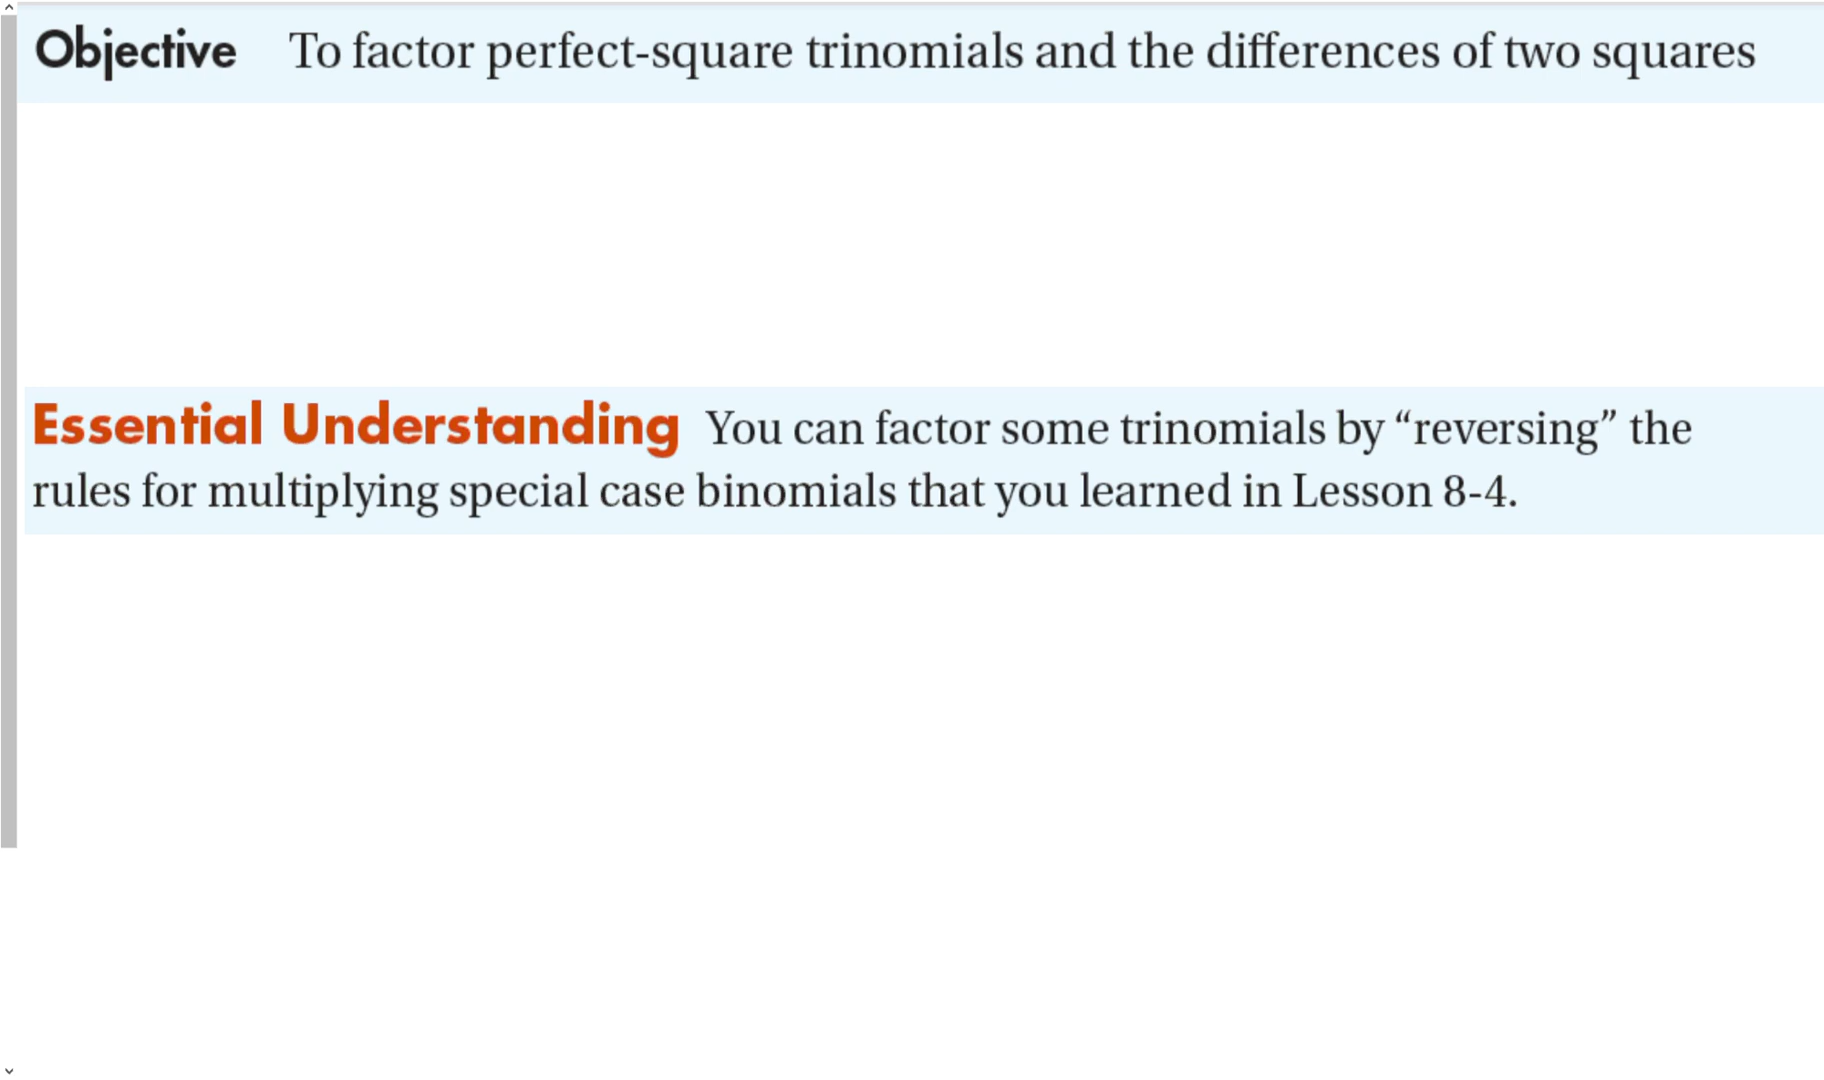 Objective To factor perfect-square trinomials and the differences of two squares
Essential Understanding You can factor some trinomials by “reversing” the
rules for multiplying special case binomials that you learned in Lesson 8-4.